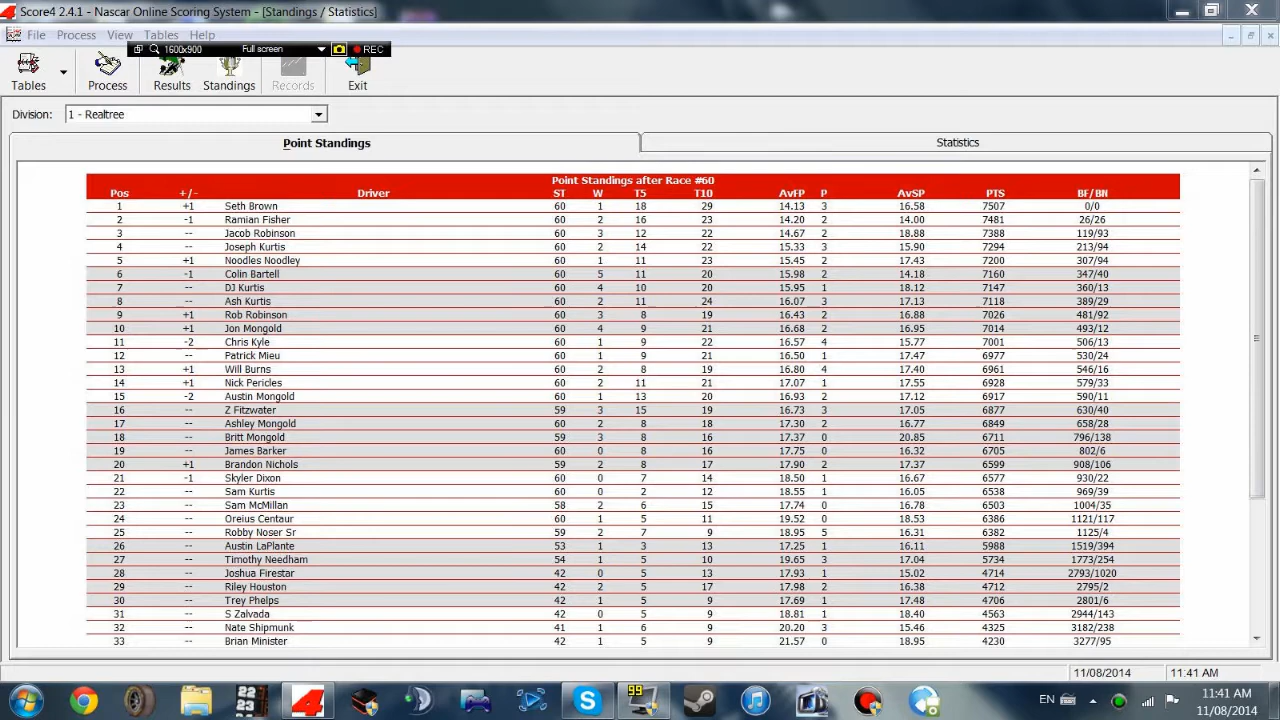 Score4 2.4.1 - Nascar Online Scoring System - [Standings / Statistics]
File Process View Tables Help
1600x900 Full screen REC
Tables Process Results Standings Records Exit
Division: 1 - Realtree
Point Standings Statistics
Point Standings after Race #60
Pos +/- Driver ST W T5 T10 AvFP P AvSP PTS BF/BN
1 +1 Seth Brown 60 1 18 29 14.13 3 16.58 7507 0/0
2 -1 Ramian Fisher 60 2 16 23 14.20 2 14.00 7481 26/26
3 -- Jacob Robinson 60 3 12 22 14.67 2 18.88 7388 119/93
4 -- Joseph Kurtis 60 2 14 22 15.33 3 15.90 7294 213/94
5 +1 Noodles Noodley 60 1 11 23 15.45 2 17.43 7200 307/94
6 -1 Colin Bartell 60 5 11 20 15.98 2 14.18 7160 347/40
7 -- DJ Kurtis 60 4 10 20 15.95 1 18.12 7147 360/13
8 -- Ash Kurtis 60 2 11 24 16.07 3 17.13 7118 389/29
9 +1 Rob Robinson 60 3 8 19 16.43 2 16.88 7026 481/92
10 +1 Jon Mongold 60 4 9 21 16.68 2 16.95 7014 493/12
11 -2 Chris Kyle 60 1 9 22 16.57 4 15.77 7001 506/13
12 -- Patrick Mieu 60 1 9 21 16.50 1 17.47 6977 530/24
13 +1 Will Burns 60 2 8 19 16.80 4 17.40 6961 546/16
14 +1 Nick Pericles 60 2 11 21 17.07 1 17.55 6928 579/33
15 -2 Austin Mongold 60 1 13 20 16.93 2 17.12 6917 590/11
16 -- Z Fitzwater 59 3 15 19 16.73 3 17.05 6877 630/40
17 -- Ashley Mongold 60 2 8 18 17.30 2 16.77 6849 658/28
18 -- Britt Mongold 59 3 8 16 17.37 0 20.85 6711 796/138
19 -- James Barker 60 0 8 16 17.75 0 16.32 6705 802/6
20 +1 Brandon Nichols 59 2 8 17 17.90 2 17.37 6599 908/106
21 -1 Skyler Dixon 60 0 7 14 18.50 1 16.67 6577 930/22
22 -- Sam Kurtis 60 0 2 12 18.55 1 16.05 6538 969/39
23 -- Sam McMillan 58 2 6 15 17.74 0 16.78 6503 1004/35
24 -- Oreius Centaur 60 1 5 11 19.52 0 18.53 6386 1121/117
25 -- Robby Noser Sr 59 2 7 9 18.95 5 16.31 6382 1125/4
26 -- Austin LaPlante 53 1 3 13 17.25 1 16.11 5988 1519/394
27 -- Timothy Needham 54 1 5 10 19.65 3 17.04 5734 1773/254
28 -- Joshua Firestar 42 0 5 13 17.93 1 15.02 4714 2793/1020
29 -- Riley Houston 42 2 5 17 17.98 2 16.38 4712 2795/2
30 -- Trey Phelps 42 1 5 9 17.69 1 17.48 4706 2801/6
31 -- S Zalvada 42 0 5 9 18.81 1 18.40 4563 2944/143
32 -- Nate Shipmunk 41 1 6 9 20.20 3 15.46 4325 3182/238
33 -- Brian Minister 42 1 5 9 21.57 0 18.95 4230 3277/95
11/08/2014 11:41 AM
22 23 99 EN 11:41 AM
11/08/2014